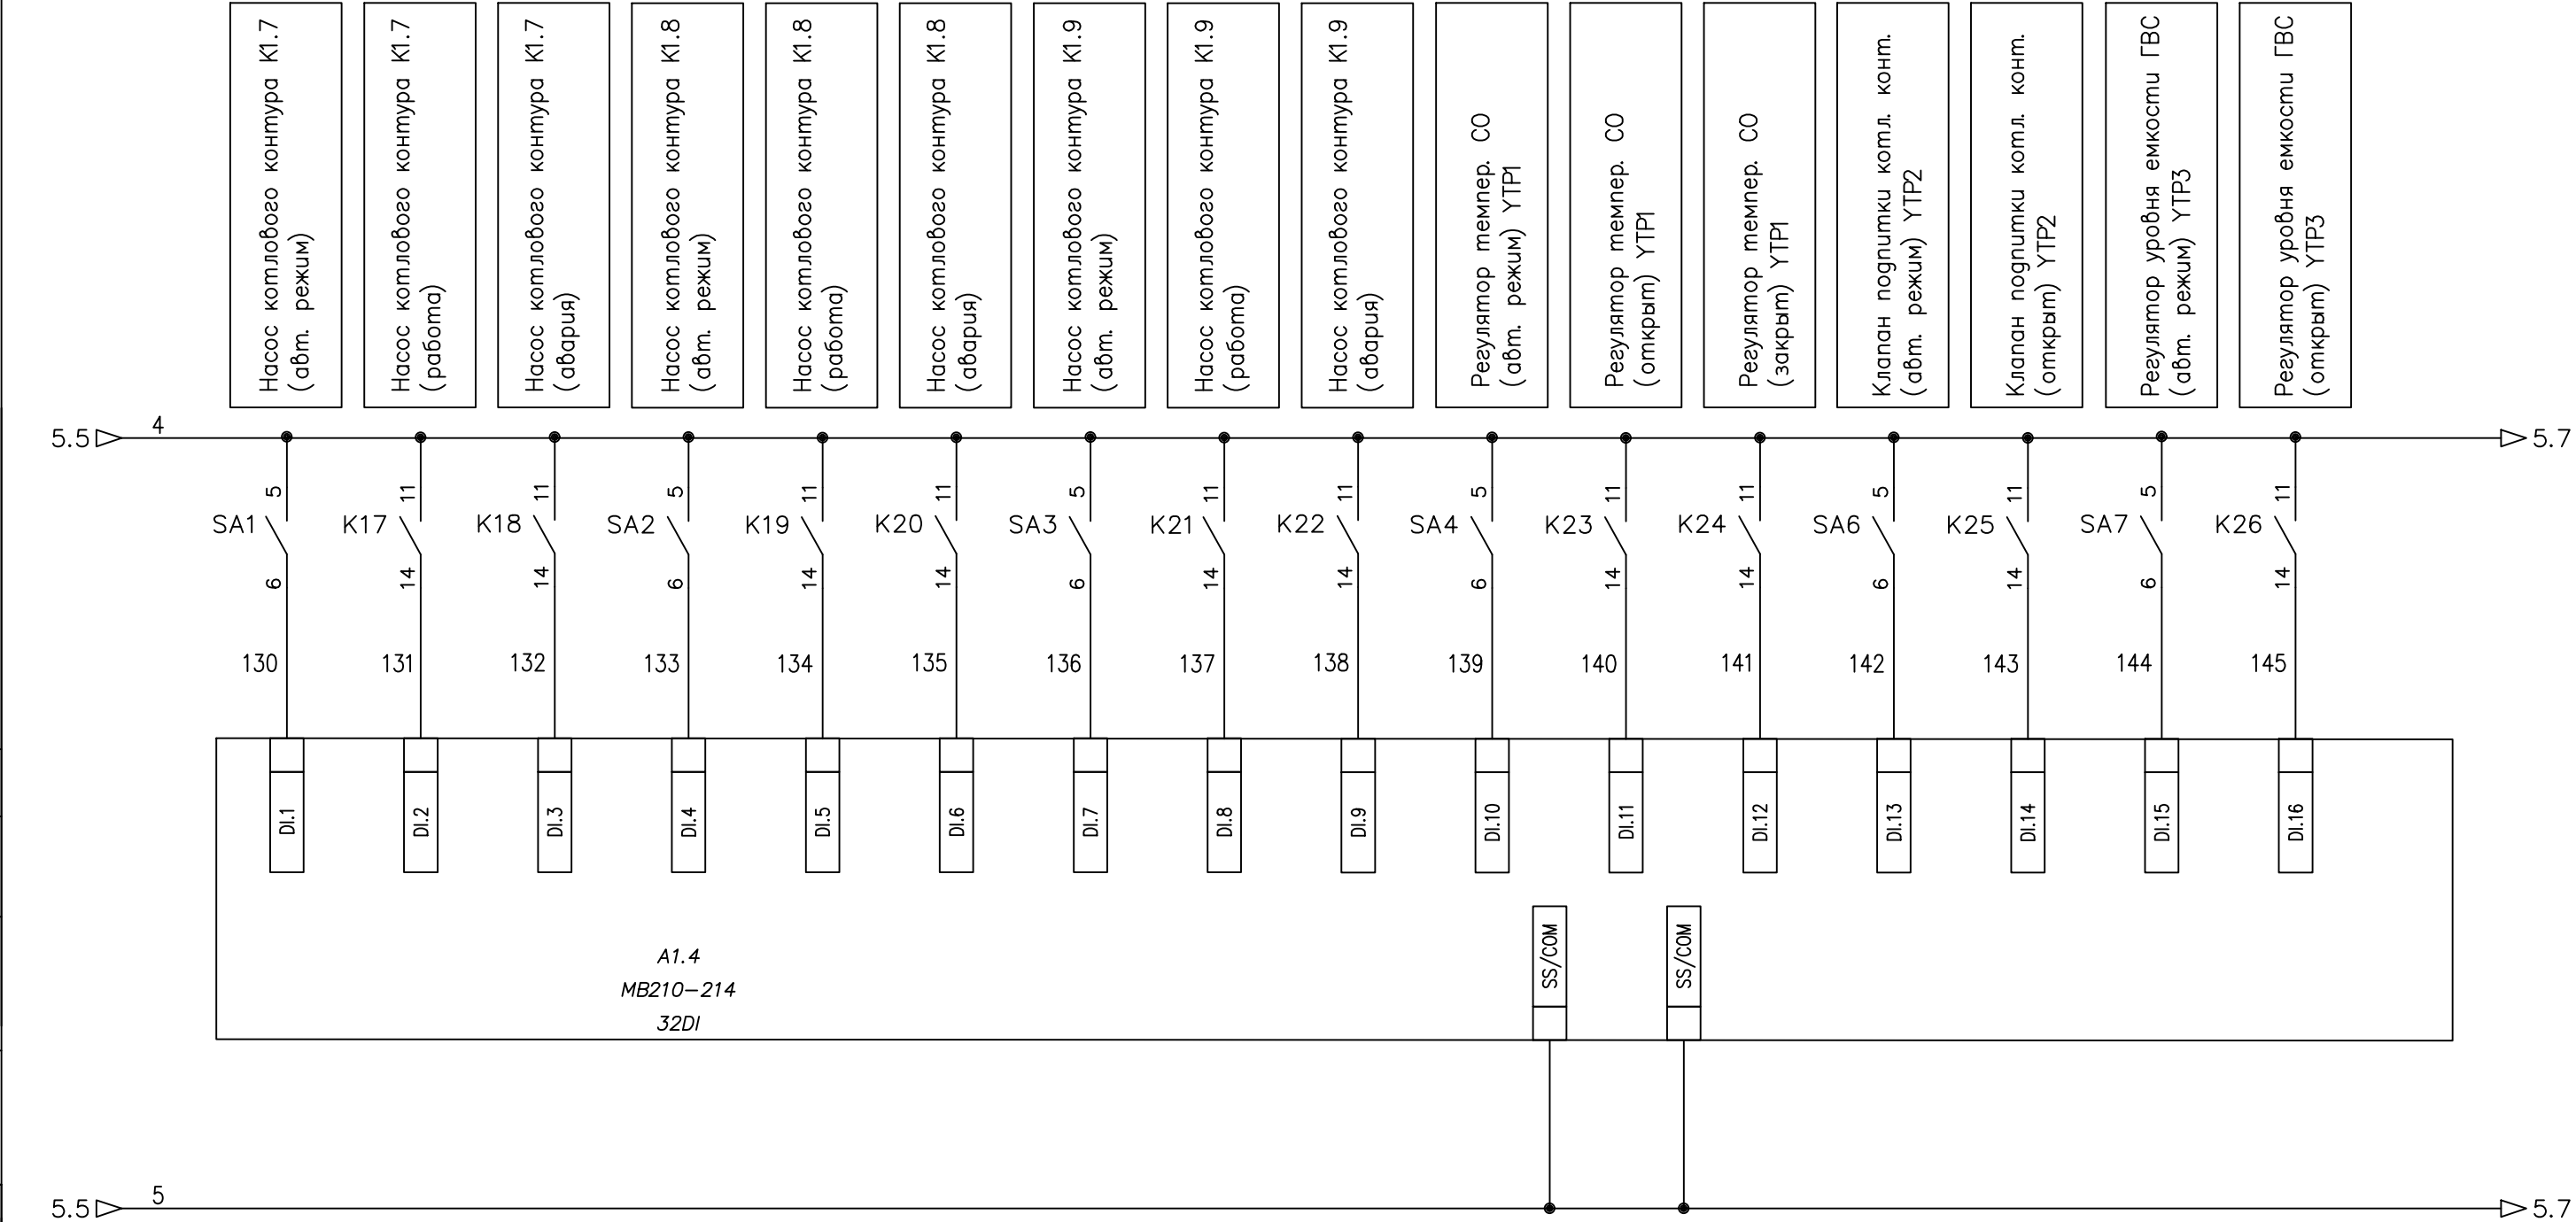 Насос котлового контура К1.7
(авт. режим)
Насос котлового контура К1.7
(работа)
Насос котлового контура К1.7
(авария)
Насос котлового контура К1.8
(авт. режим)
Насос котлового контура К1.8
(работа)
Насос котлового контура К1.8
(авария)
Насос котлового контура К1.9
(авт. режим)
Насос котлового контура К1.9
(работа)
Насос котлового контура К1.9
(авария)
Регулятор темпер. СО
(авт. режим) YTP1
Регулятор темпер. СО
(открыт) YTP1
Регулятор темпер. СО
(закрыт) YTP1
Клапан подпитки котл. конт.
(авт. режим) YTP2
Клапан подпитки котл. конт.
(открыт) YTP2
Регулятор уровня емкости ГВС
(авт. режим) YTP3
Регулятор уровня емкости ГВС
(открыт) YTP3
5.5 4 5.7
5 11 11 5 11 11 5 11 11 5 11 11 5 11 5 11
SA1 K17 K18 SA2 K19 K20 SA3 K21 K22 SA4 K23 K24 SA6 K25 SA7 K26
6 14 14 6 14 14 6 14 14 6 14 14 6 14 6 14
130 131 132 133 134 135 136 137 138 139 140 141 142 143 144 145
DI.1 DI.2 DI.3 DI.4 DI.5 DI.6 DI.7 DI.8 DI.9 DI.10 DI.11 DI.12 DI.13 DI.14 DI.15 DI.16
SS/COM SS/COM
A1.4
МВ210-214
32DI
5.5 5 5.7